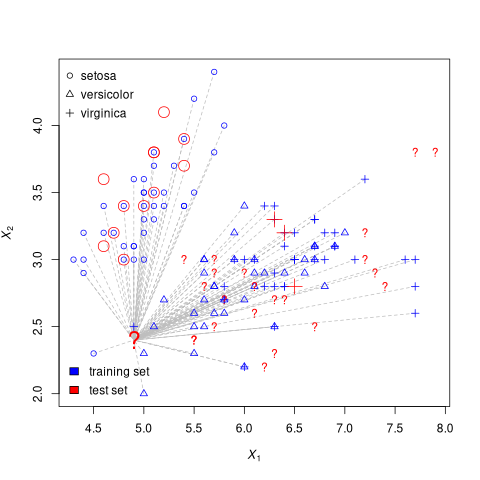 setosa
versicolor
virginica
X2
4.0
3.5
3.0
2.5
2.0
? ?
?
? ? ?
? ? ? ?
? ? ? ?
? ? ?
? ?
? ?
? ?
?
training set
test set
4.5 5.0 5.5 6.0 6.5 7.0 7.5 8.0
X1